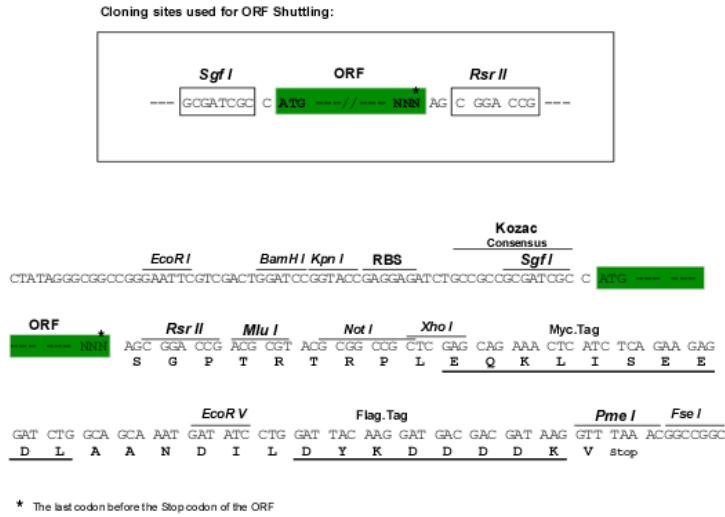 Cloning sites used for ORF Shuttling:
Sgf I ORF Rsr II
*
--- GCGATCGC C ATG ---//--- NNN AG C GGA CCG ---
Kozac
Consensus
EcoR I BamH I Kpn I RBS Sgf I
CTATAGGGCGGCCGGGAATTCGTCGACTGGATCCGGTACCGAGGAGATCTGCCGCCGCGATCGC C ATG --- ---
ORF
*
Rsr II Mlu I Not I Xho I Myc.Tag
--- --- NNN AGC GGA CCG ACG CGT ACG CGG CCG CTC GAG CAG AAA CTC ATC TCA GAA GAG
S G P T R T R P L E Q K L I S E E
EcoR V Flag.Tag Pme I Fse I
GAT CTG GCA GCA AAT GAT ATC CTG GAT TAC AAG GAT GAC GAC GAT AAG GTT TAA ACGGCCGGC
D L A A N D I L D Y K D D D D K V Stop
* The last codon before the Stop codon of the ORF